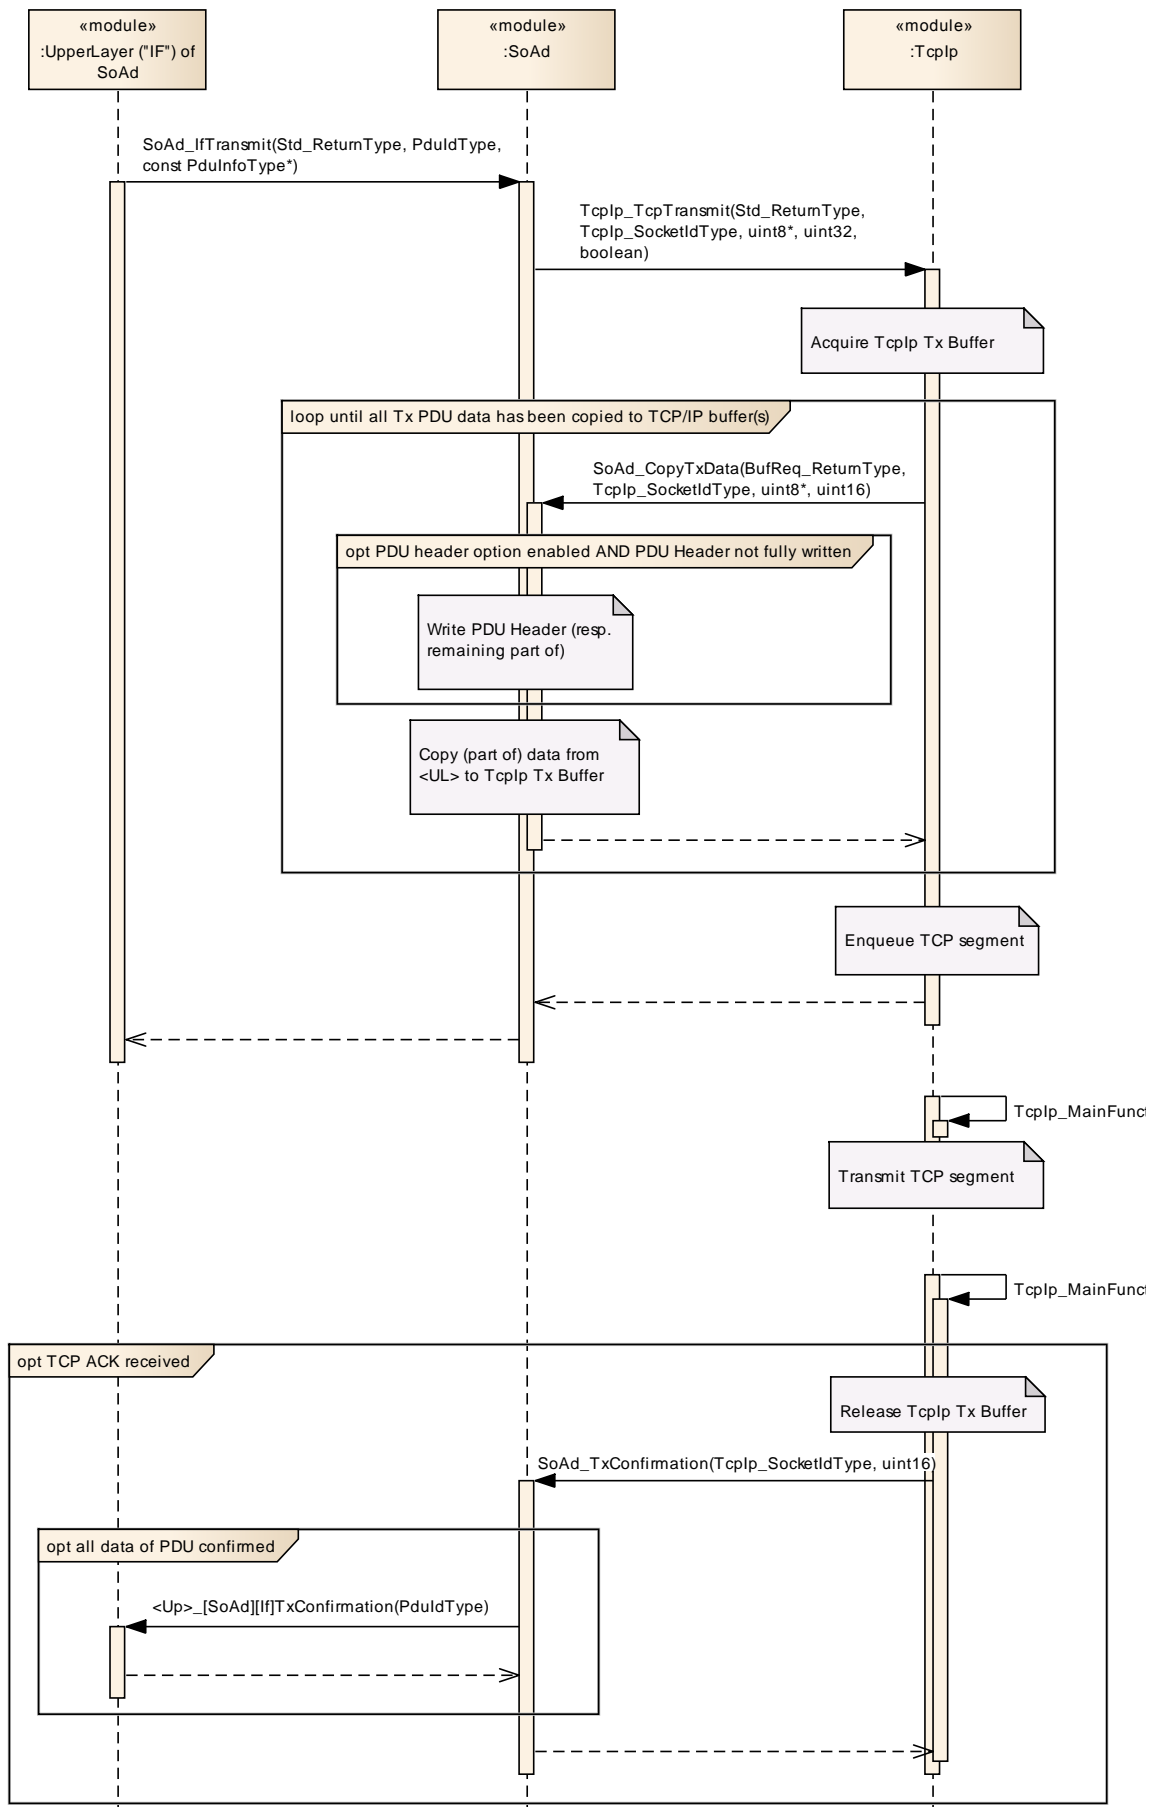 «module»
:UpperLayer ("IF") of
SoAd
«module»
:SoAd
«module»
:TcpIp
SoAd_IfTransmit(Std_ReturnType, PduIdType,
const PduInfoType*)
TcpIp_TcpTransmit(Std_ReturnType,
TcpIp_SocketIdType, uint8*, uint32,
boolean)
Acquire TcpIp Tx Buffer
loop until all Tx PDU data has been copied to TCP/IP buffer(s)
SoAd_CopyTxData(BufReq_ReturnType,
TcpIp_SocketIdType, uint8*, uint16)
opt PDU header option enabled AND PDU Header not fully written
Write PDU Header (resp.
remaining part of)
Copy (part of) data from
<UL> to TcpIp Tx Buffer
Enqueue TCP segment
TcpIp_MainFunct
Transmit TCP segment
TcpIp_MainFunct
opt TCP ACK received
Release TcpIp Tx Buffer
SoAd_TxConfirmation(TcpIp_SocketIdType, uint16)
opt all data of PDU confirmed
<Up>_[SoAd][If]TxConfirmation(PduIdType)